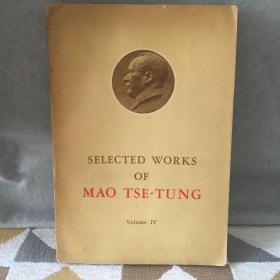 SELECTED WORKS
OF
MAO TSE-TUNG
Volume IV